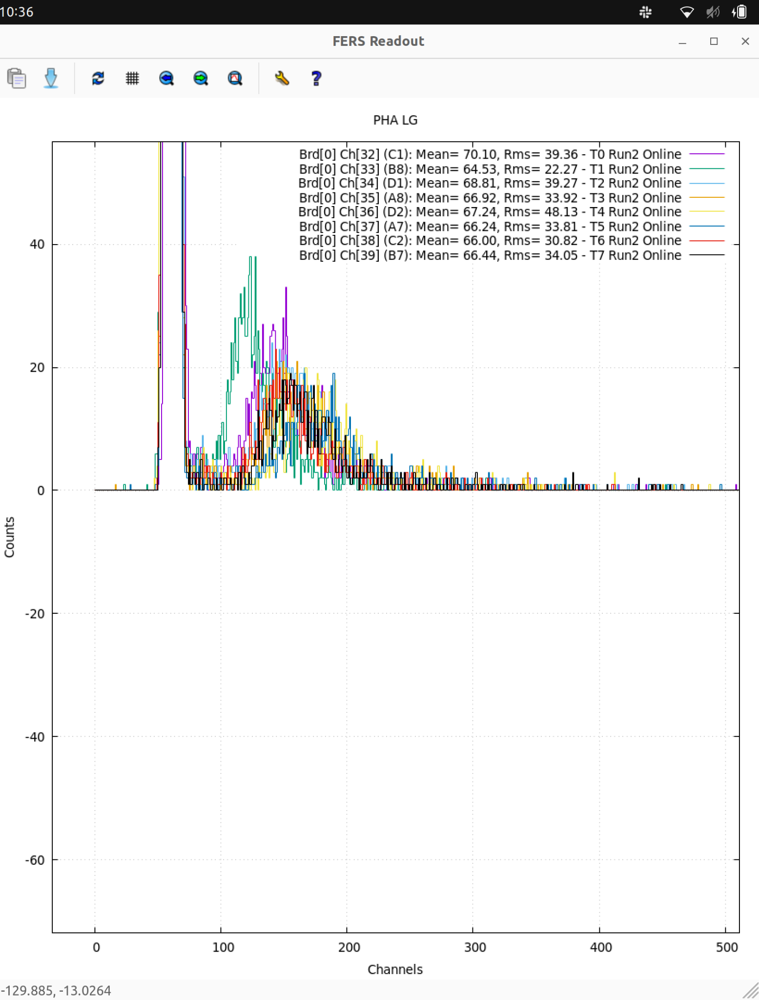 10:36
FERS Readout
?
PHA LG
Brd[0] Ch[32] (C1): Mean= 70.10, Rms= 39.36 - T0 Run2 Online
Brd[0] Ch[33] (B8): Mean= 64.53, Rms= 22.27 - T1 Run2 Online
Brd[0] Ch[34] (D1): Mean= 68.81, Rms= 39.27 - T2 Run2 Online
Brd[0] Ch[35] (A8): Mean= 66.92, Rms= 33.92 - T3 Run2 Online
Brd[0] Ch[36] (D2): Mean= 67.24, Rms= 48.13 - T4 Run2 Online
Brd[0] Ch[37] (A7): Mean= 66.24, Rms= 33.81 - T5 Run2 Online
Brd[0] Ch[38] (C2): Mean= 66.00, Rms= 30.82 - T6 Run2 Online
Brd[0] Ch[39] (B7): Mean= 66.44, Rms= 34.05 - T7 Run2 Online
40
20
0
-20
-40
-60
Counts
0 100 200 300 400 500
Channels
-129.885, -13.0264